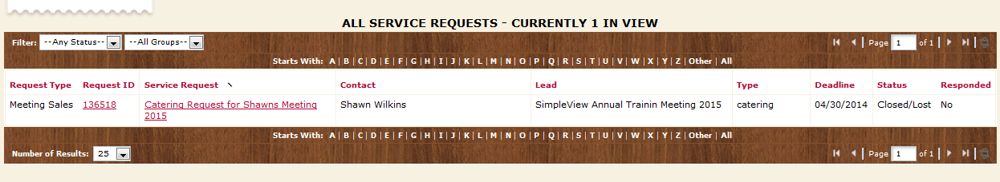 ALL SERVICE REQUESTS - CURRENTLY 1 IN VIEW
Filter: --Any Status-- --All Groups-- Page 1 of 1
Starts With: A | B | C | D | E | F | G | H | I | J | K | L | M | N | O | P | Q | R | S | T | U | V | W | X | Y | Z | Other | All
Request Type Request ID Service Request Contact Lead Type Deadline Status Responded
Meeting Sales 136518 Catering Request for Shawns Meeting Shawn Wilkins SimpleView Annual Trainin Meeting 2015 catering 04/30/2014 Closed/Lost No
2015
Starts With: A | B | C | D | E | F | G | H | I | J | K | L | M | N | O | P | Q | R | S | T | U | V | W | X | Y | Z | Other | All
Number of Results: 25 Page 1 of 1